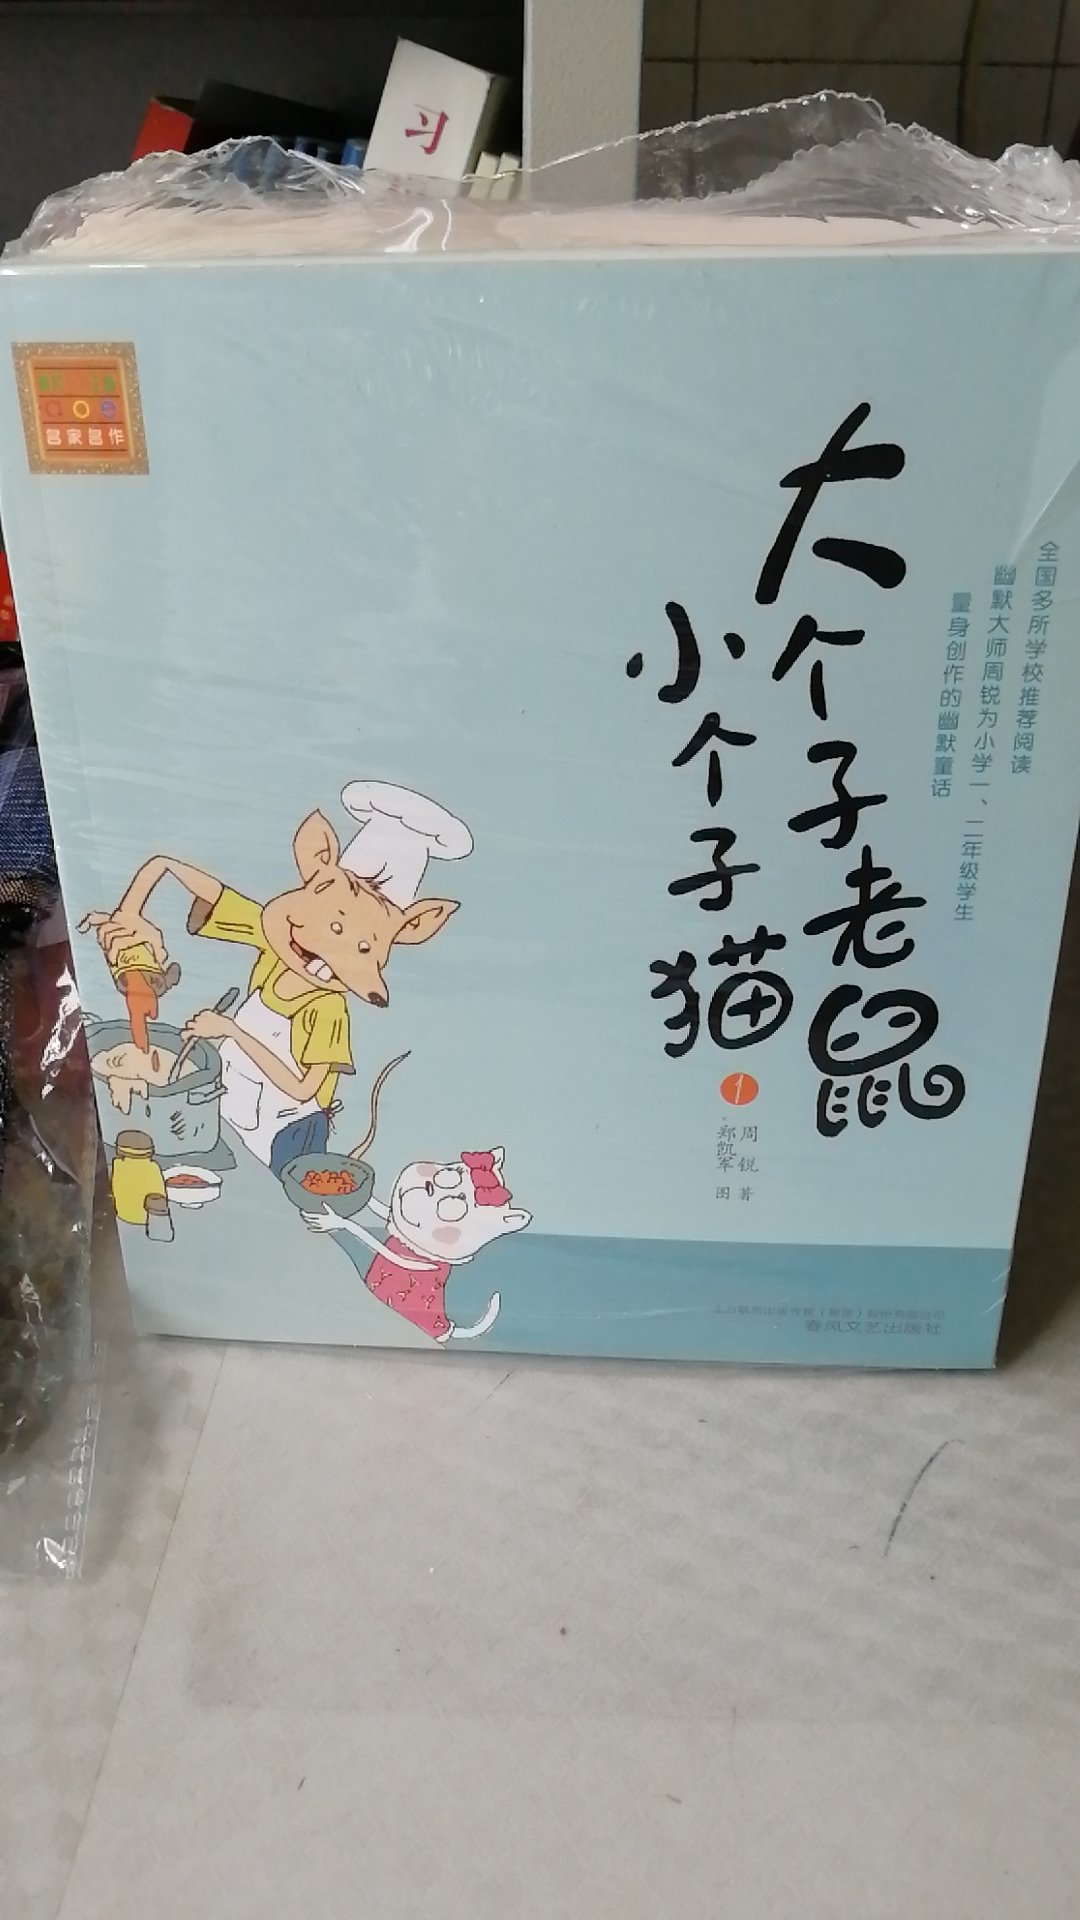 习
aoe
名家名作
全国多所学校推荐阅读
幽默大师周锐为小学一、二年级学生
量身创作的幽默童话
大个子老鼠
小个子猫
1
周锐 著
郑凯军 图
春风文艺出版社